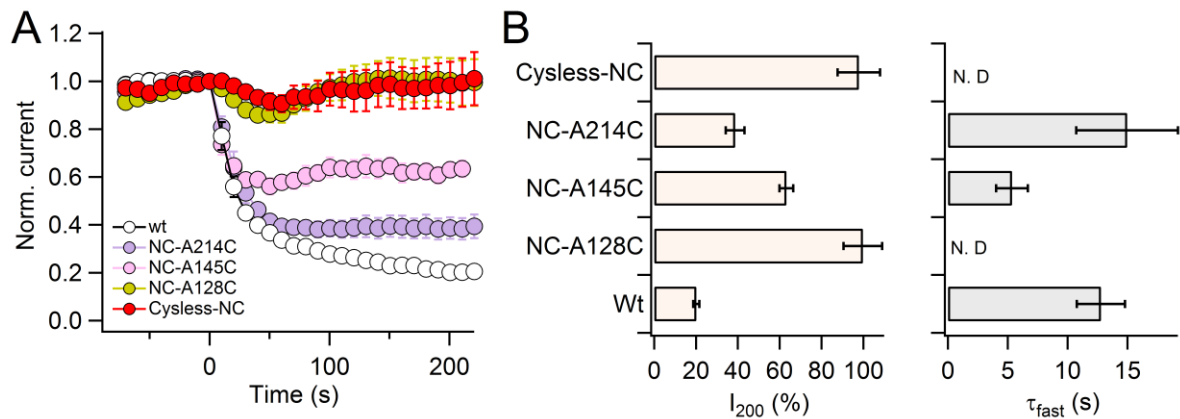 A
Norm. current
1.2
1.0
0.8
0.6
0.4
0.2
0.0
wt
NC-A214C
NC-A145C
NC-A128C
Cysless-NC
0
100
200
Time (s)
B
Cysless-NC
NC-A214C
NC-A145C
NC-A128C
Wt
0 20 40 60 80 100
I200 (%)
N. D
N. D
0 5 10 15
τfast (s)